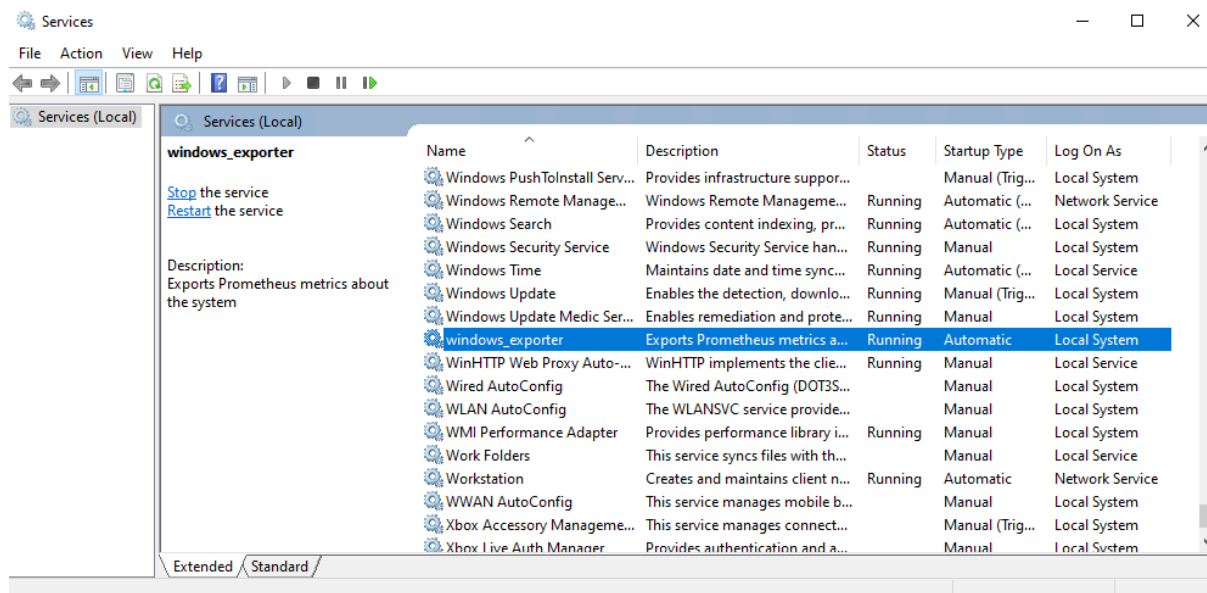 Services
File Action View Help
Services (Local)
Services (Local)
windows_exporter
Stop the service
Restart the service
Description:
Exports Prometheus metrics about
the system
Name Description Status Startup Type Log On As
Windows PushToInstall Serv... Provides infrastructure suppor... Manual (Trig... Local System
Windows Remote Manage... Windows Remote Manageme... Running Automatic (... Network Service
Windows Search Provides content indexing, pr... Running Automatic (... Local System
Windows Security Service Windows Security Service han... Running Manual Local System
Windows Time Maintains date and time sync... Running Automatic (... Local Service
Windows Update Enables the detection, downlo... Running Manual (Trig... Local System
Windows Update Medic Ser... Enables remediation and prote... Running Manual Local System
windows_exporter Exports Prometheus metrics a... Running Automatic Local System
WinHTTP Web Proxy Auto-... WinHTTP implements the clie... Running Manual Local Service
Wired AutoConfig The Wired AutoConfig (DOT3S... Manual Local System
WLAN AutoConfig The WLANSVC service provide... Manual Local System
WMI Performance Adapter Provides performance library i... Running Manual Local System
Work Folders This service syncs files with th... Manual Local Service
Workstation Creates and maintains client n... Running Automatic Network Service
WWAN AutoConfig This service manages mobile b... Manual Local System
Xbox Accessory Manageme... This service manages connect... Manual (Trig... Local System
Xbox Live Auth Manager Provides authentication and a... Manual Local System
Extended Standard